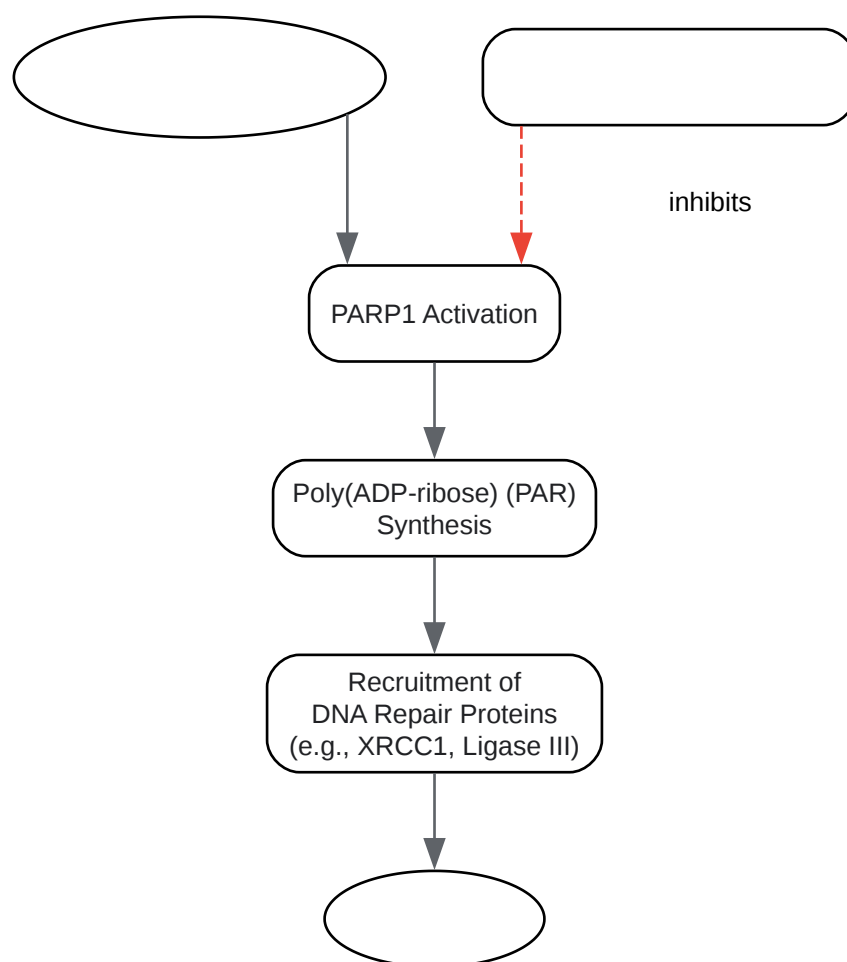 inhibits
PARP1 Activation
Poly(ADP-ribose) (PAR)
Synthesis
Recruitment of
DNA Repair Proteins
(e.g., XRCC1, Ligase III)